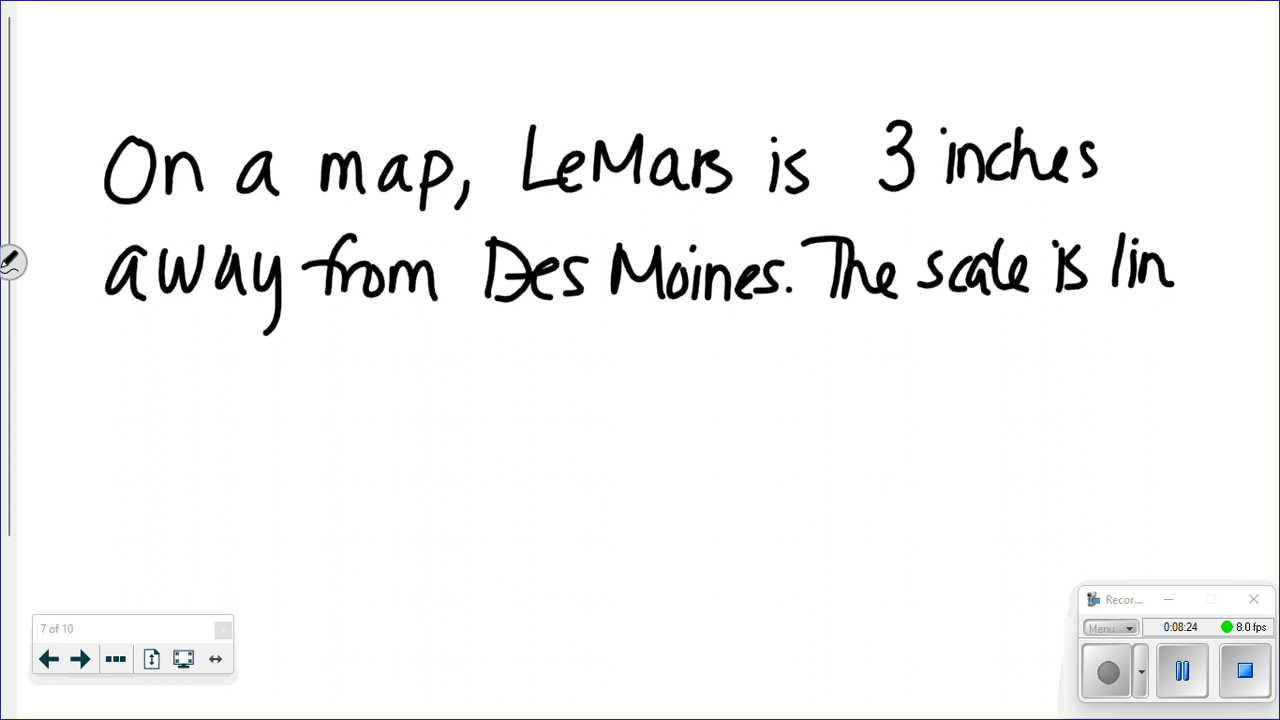 On a map, LeMars is 3 inches
away from Des Moines. The scale is 1in
7 of 10
Recor...
Menu
0:08:24
8.0 fps